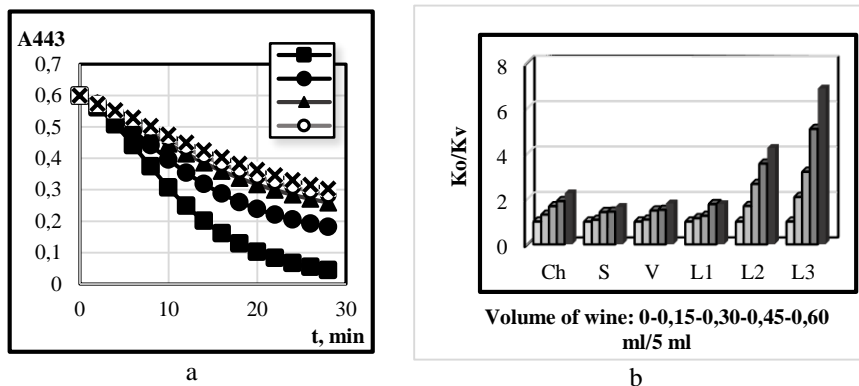 A443
0,7
0,6
0,5
0,4
0,3
0,2
0,1
0
0 10 20 30
t, min
a
Ko/Kv
8
6
4
2
0
Ch S V L1 L2 L3
Volume of wine: 0-0,15-0,30-0,45-0,60
ml/5 ml
b